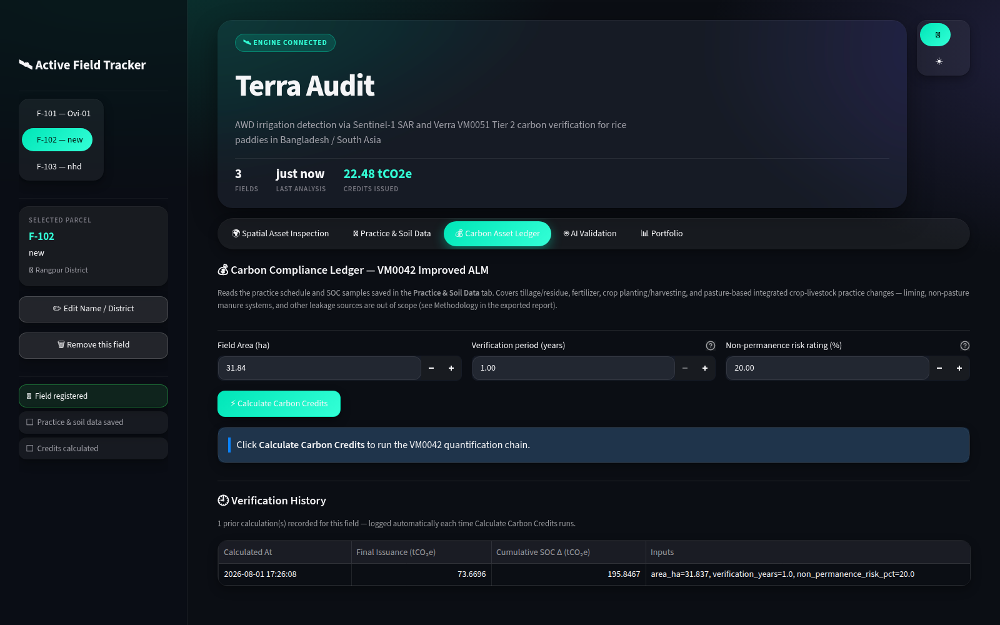 Active Field Tracker
F-101 — Ovi-01
F-102 — new
F-103 — nhd
SELECTED PARCEL
F-102
new
Rangpur District
✏ Edit Name / District
🗑 Remove this field
Field registered
☐ Practice & soil data saved
☐ Credits calculated
ENGINE CONNECTED
Terra Audit
AWD irrigation detection via Sentinel-1 SAR and Verra VM0051 Tier 2 carbon verification for rice
paddies in Bangladesh / South Asia
3
FIELDS
just now
LAST ANALYSIS
22.48 tCO2e
CREDITS ISSUED
Spatial Asset Inspection
Practice & Soil Data
Carbon Asset Ledger
AI Validation
Portfolio
Carbon Compliance Ledger — VM0042 Improved ALM
Reads the practice schedule and SOC samples saved in the Practice & Soil Data tab. Covers tillage/residue, fertilizer, crop planting/harvesting, and pasture-based integrated crop-livestock practice changes — liming, non-pasture
manure systems, and other leakage sources are out of scope (see Methodology in the exported report).
Field Area (ha)
31.84
Verification period (years)
1.00
Non-permanence risk rating (%)
20.00
⚡ Calculate Carbon Credits
Click Calculate Carbon Credits to run the VM0042 quantification chain.
Verification History
1 prior calculation(s) recorded for this field — logged automatically each time Calculate Carbon Credits runs.
Calculated At Final Issuance (tCO₂e) Cumulative SOC Δ (tCO₂e) Inputs
2026-08-01 17:26:08 73.6696 195.8467 area_ha=31.837, verification_years=1.0, non_permanence_risk_pct=20.0